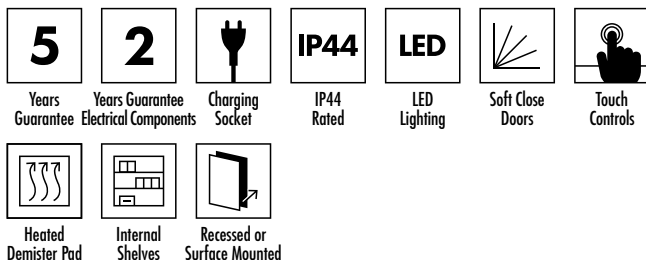 5
2
IP44
LED
Years
Guarantee
Years Guarantee
Electrical Components
Charging
Socket
IP44
Rated
LED
Lighting
Soft Close
Doors
Touch
Controls
Heated
Demister Pad
Internal
Shelves
Recessed or
Surface Mounted